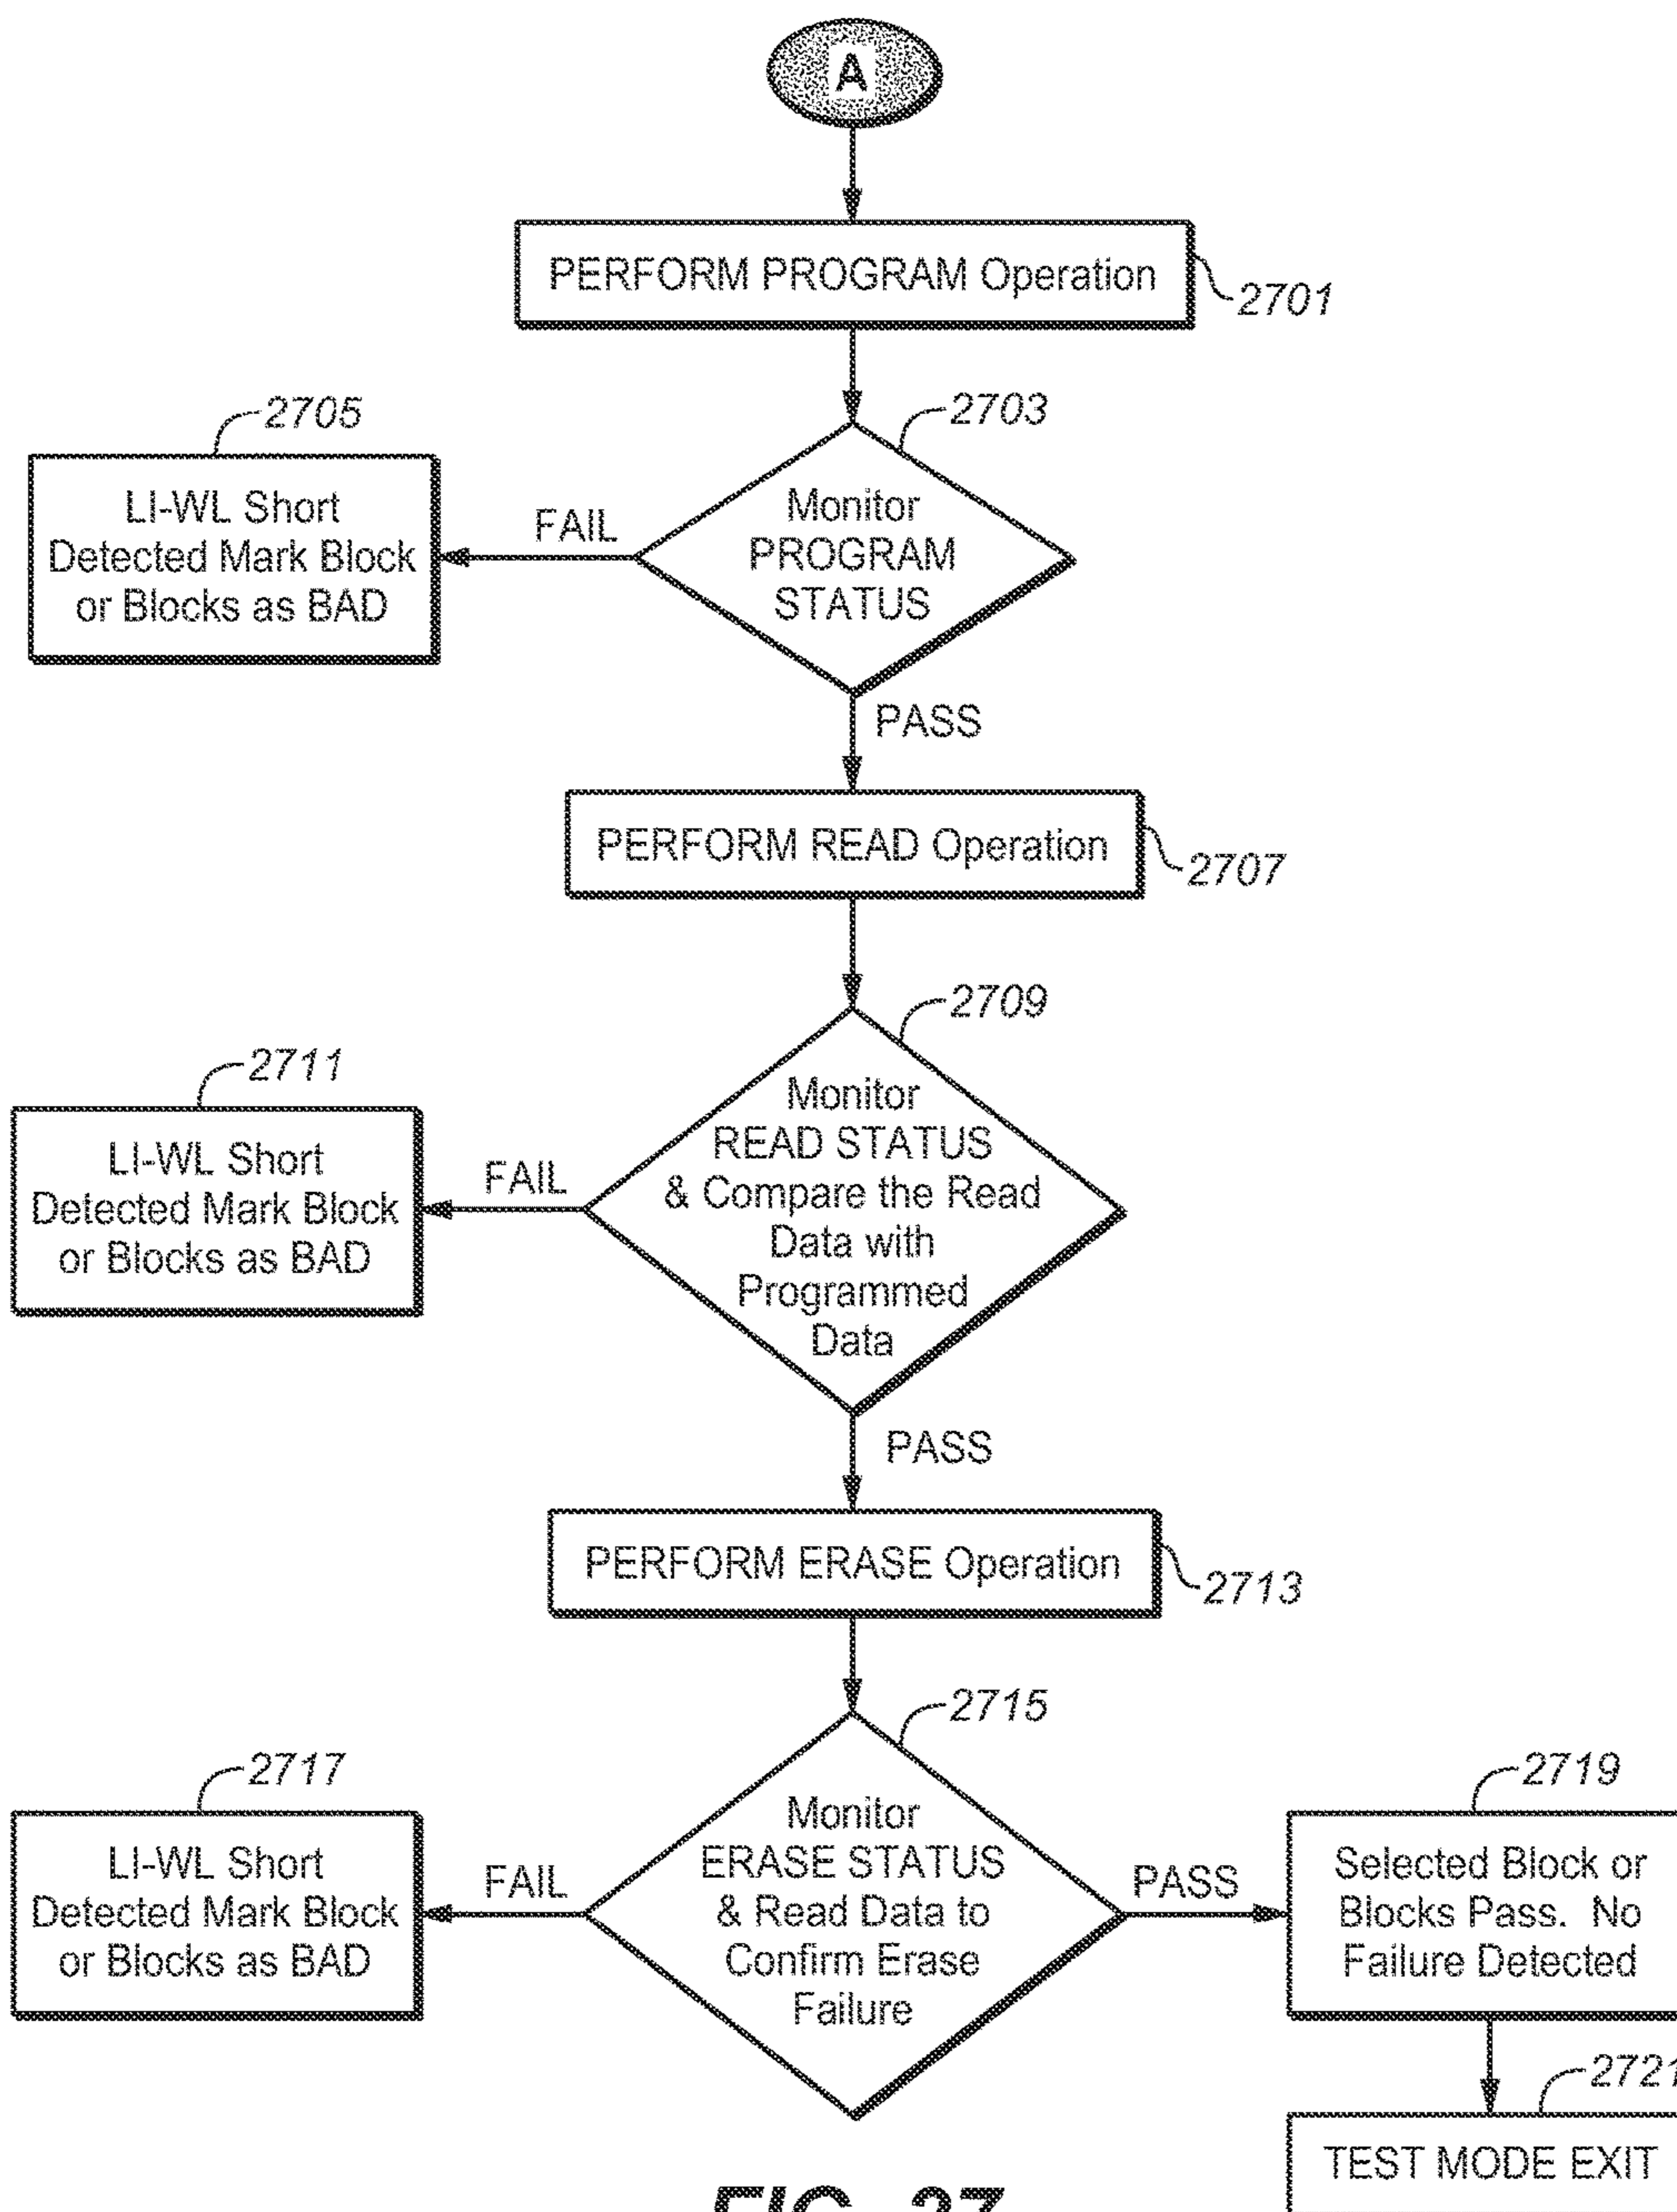 A
PERFORM PROGRAM Operation
2701
2703
2705
Monitor
PROGRAM
STATUS
LI-WL Short
Detected Mark Block
or Blocks as BAD
FAIL
PASS
PERFORM READ Operation
2707
2709
2711
Monitor
READ STATUS
& Compare the Read
Data with
Programmed
Data
LI-WL Short
Detected Mark Block
or Blocks as BAD
FAIL
PASS
PERFORM ERASE Operation
2713
2715
2717
2719
LI-WL Short
Detected Mark Block
or Blocks as BAD
FAIL
Monitor
ERASE STATUS
& Read Data to
Confirm Erase
Failure
PASS
Selected Block or
Blocks Pass. No
Failure Detected
2721
TEST MODE EXIT
FIG. 27